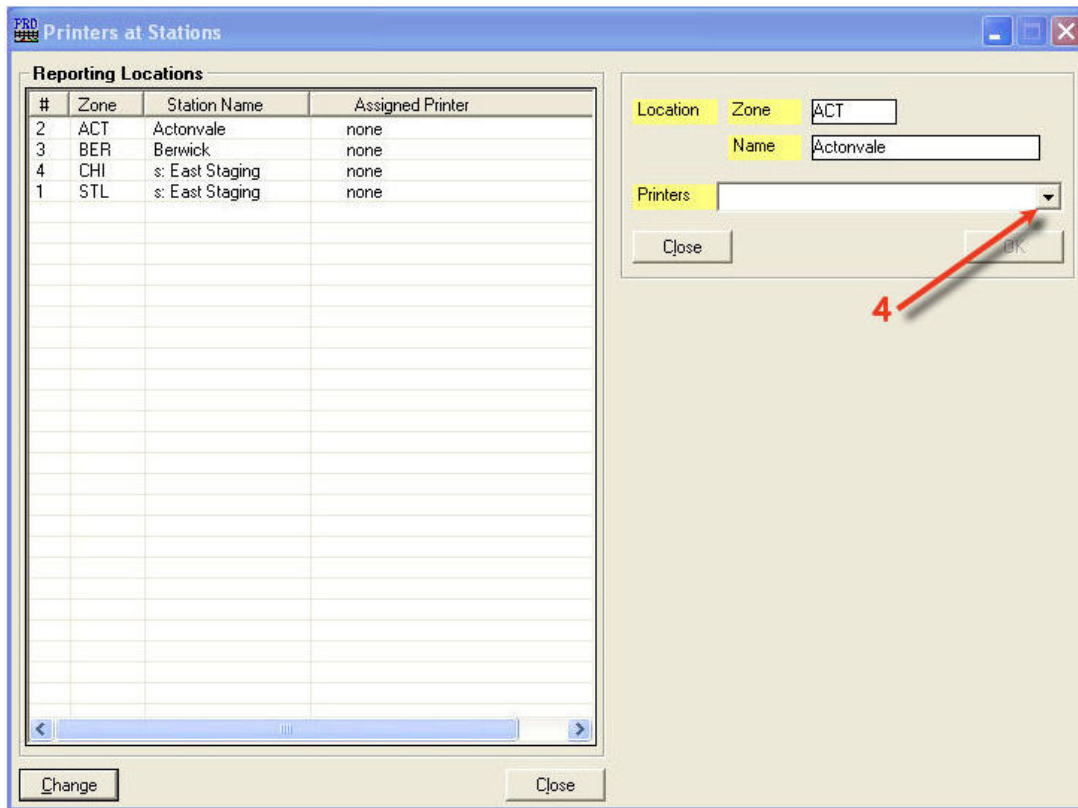 PRO Printers at Stations
Reporting Locations
# Zone Station Name Assigned Printer
2 ACT Actonvale none
3 BER Berwick none
4 CHI s: East Staging none
1 STL s: East Staging none
Change Close
Location Zone ACT
Name Actonvale
Printers
Close OK
4